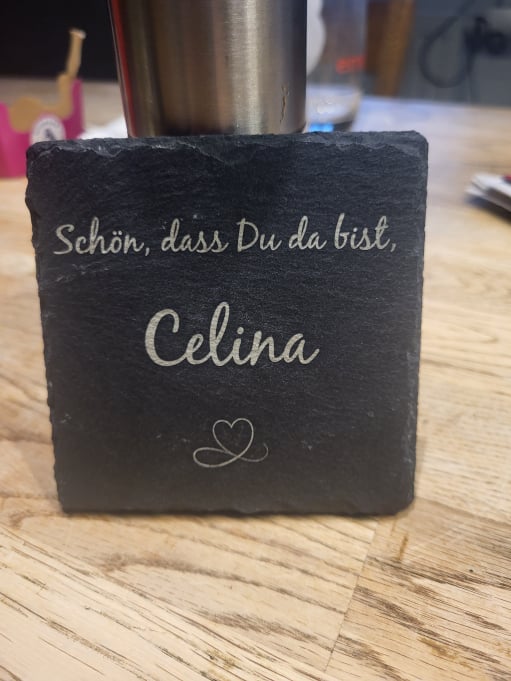 Schön, dass Du da bist,
Celina